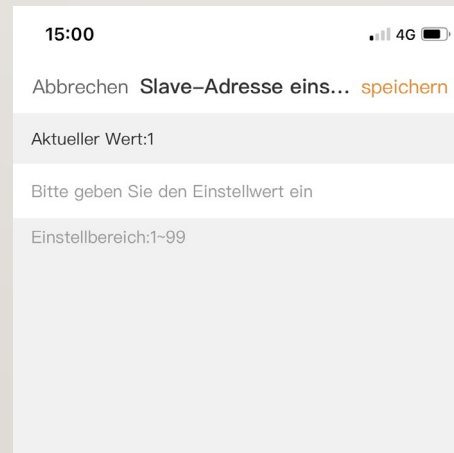 15:00 4G
Abbrechen Slave-Adresse eins... speichern
Aktueller Wert:1
Bitte geben Sie den Einstellwert ein
Einstellbereich:1~99